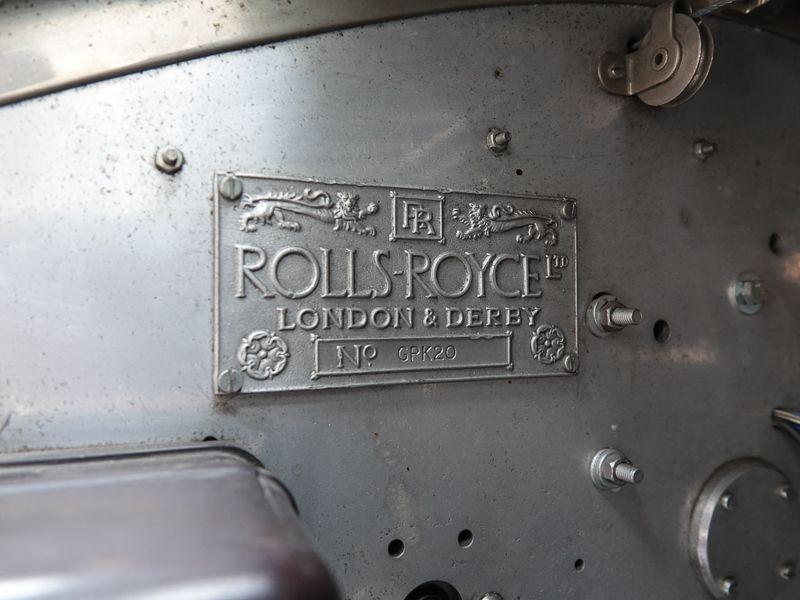 RR
ROLLS-ROYCE LTD
LONDON & DERBY
No GPK20